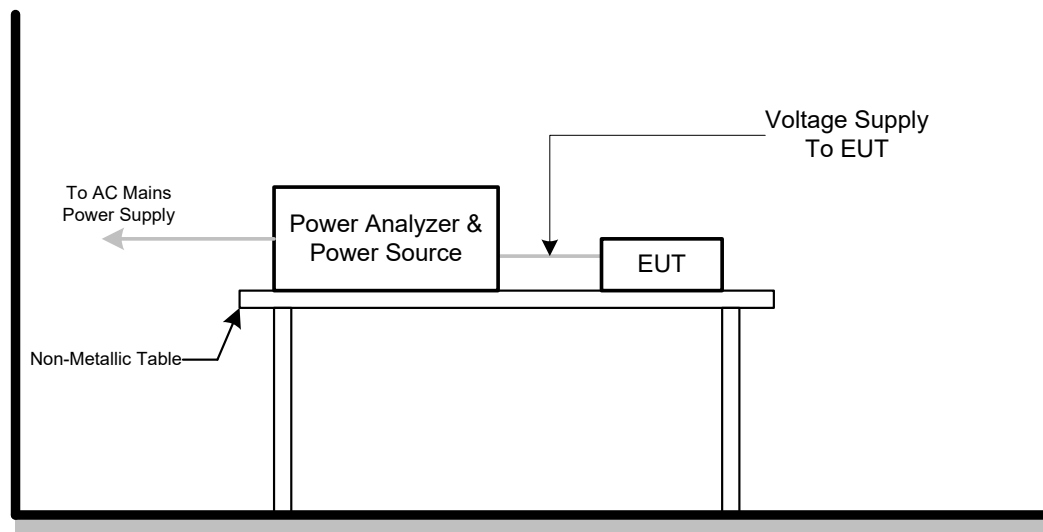 Voltage Supply
To EUT
To AC Mains
Power Supply
Power Analyzer &
Power Source
EUT
Non-Metallic Table